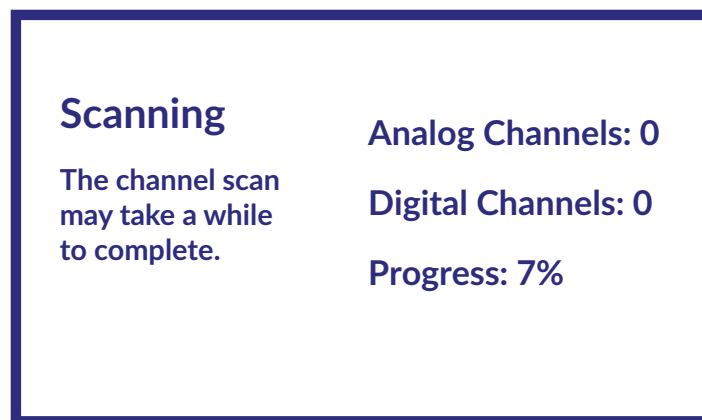 Scanning
The channel scan
may take a while
to complete.
Analog Channels: 0
Digital Channels: 0
Progress: 7%